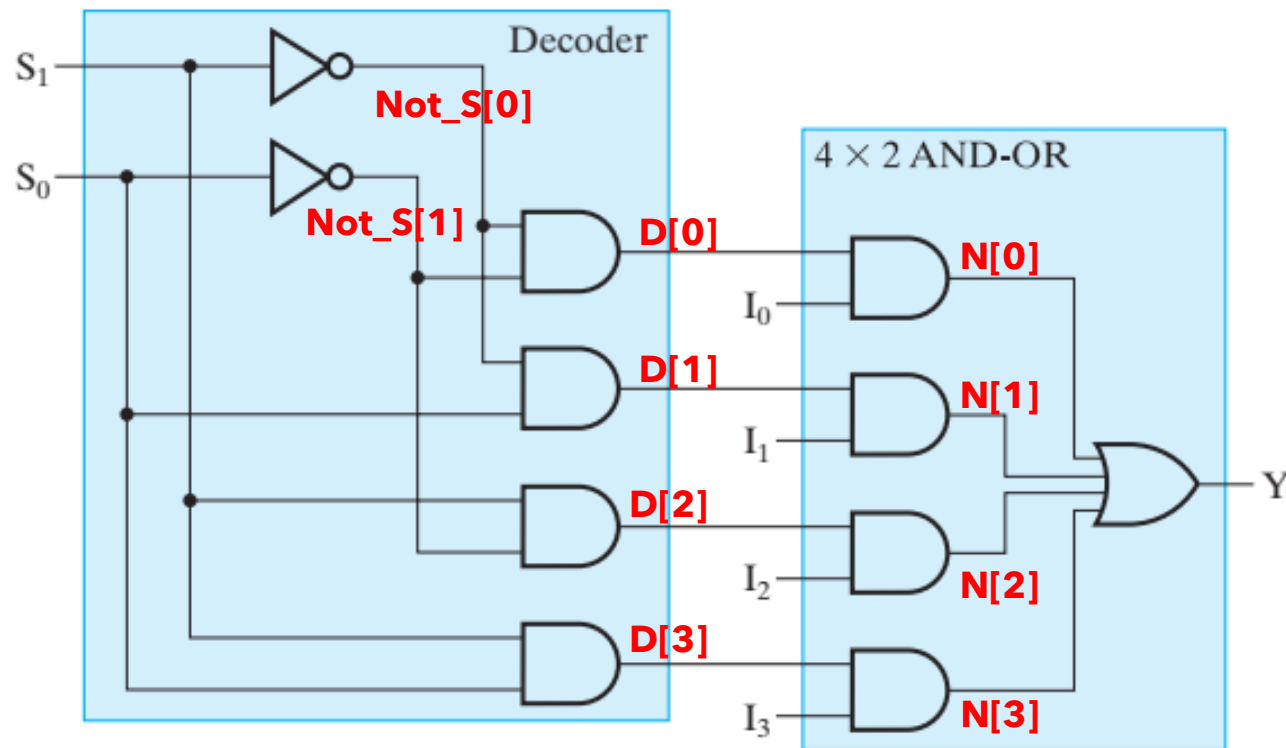 Decoder
S₁
Not_S[0]
4 × 2 AND-OR
S₀
Not_S[1]
D[0]
N[0]
I₀
D[1]
N[1]
I₁
Y
D[2]
I₂
N[2]
D[3]
I₃
N[3]